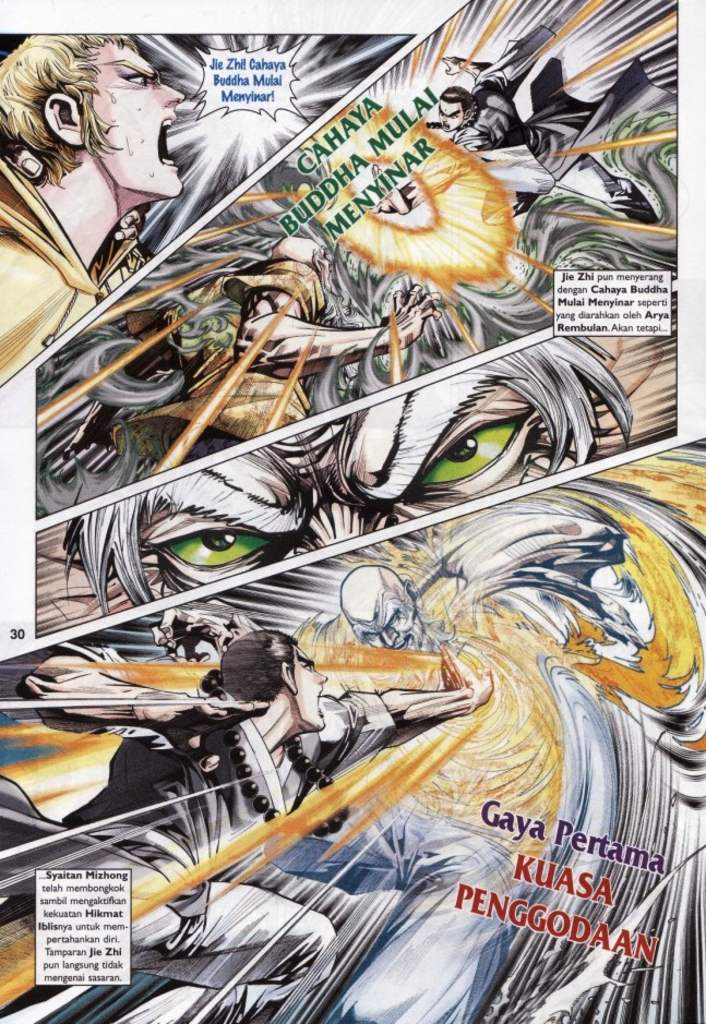 Jie Zhi! Cahaya
Buddha Mulai
Menyinar!
CAHAYA
BUDDHA MULAI
MENYINAR
Jie Zhi pun menyerang
dengan Cahaya Buddha
Mulai Menyinar seperti
yang diarahkan oleh Arya
Rembulan. Akan tetapi...
30
Gaya Pertama
KUASA
PENGGODAAN
...Syaitan Mizhong
telah membongkok
sambil mengaktifkan
kekuatan Hikmat
Iblisnya untuk mem-
pertahankan diri.
Tamparan Jie Zhi
pun langsung tidak
mengenai sasaran.